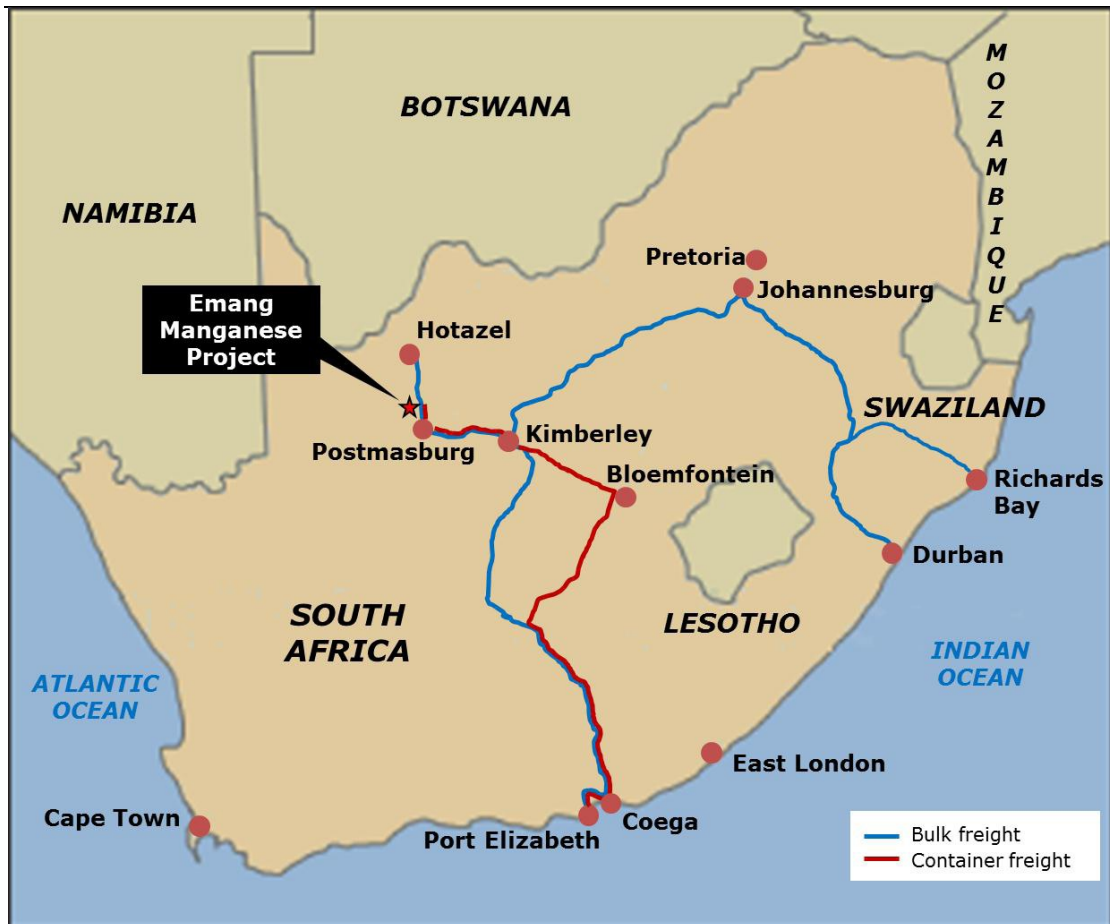 BOTSWANA
M
O
Z
A
M
B
I
Q
U
E
NAMIBIA
Pretoria
Johannesburg
Emang
Manganese
Project
Hotazel
SWAZILAND
Postmasburg
Kimberley
Bloemfontein
Richards
Bay
Durban
SOUTH
AFRICA
LESOTHO
INDIAN
OCEAN
ATLANTIC
OCEAN
East London
Cape Town
Port Elizabeth
Coega
Bulk freight
Container freight